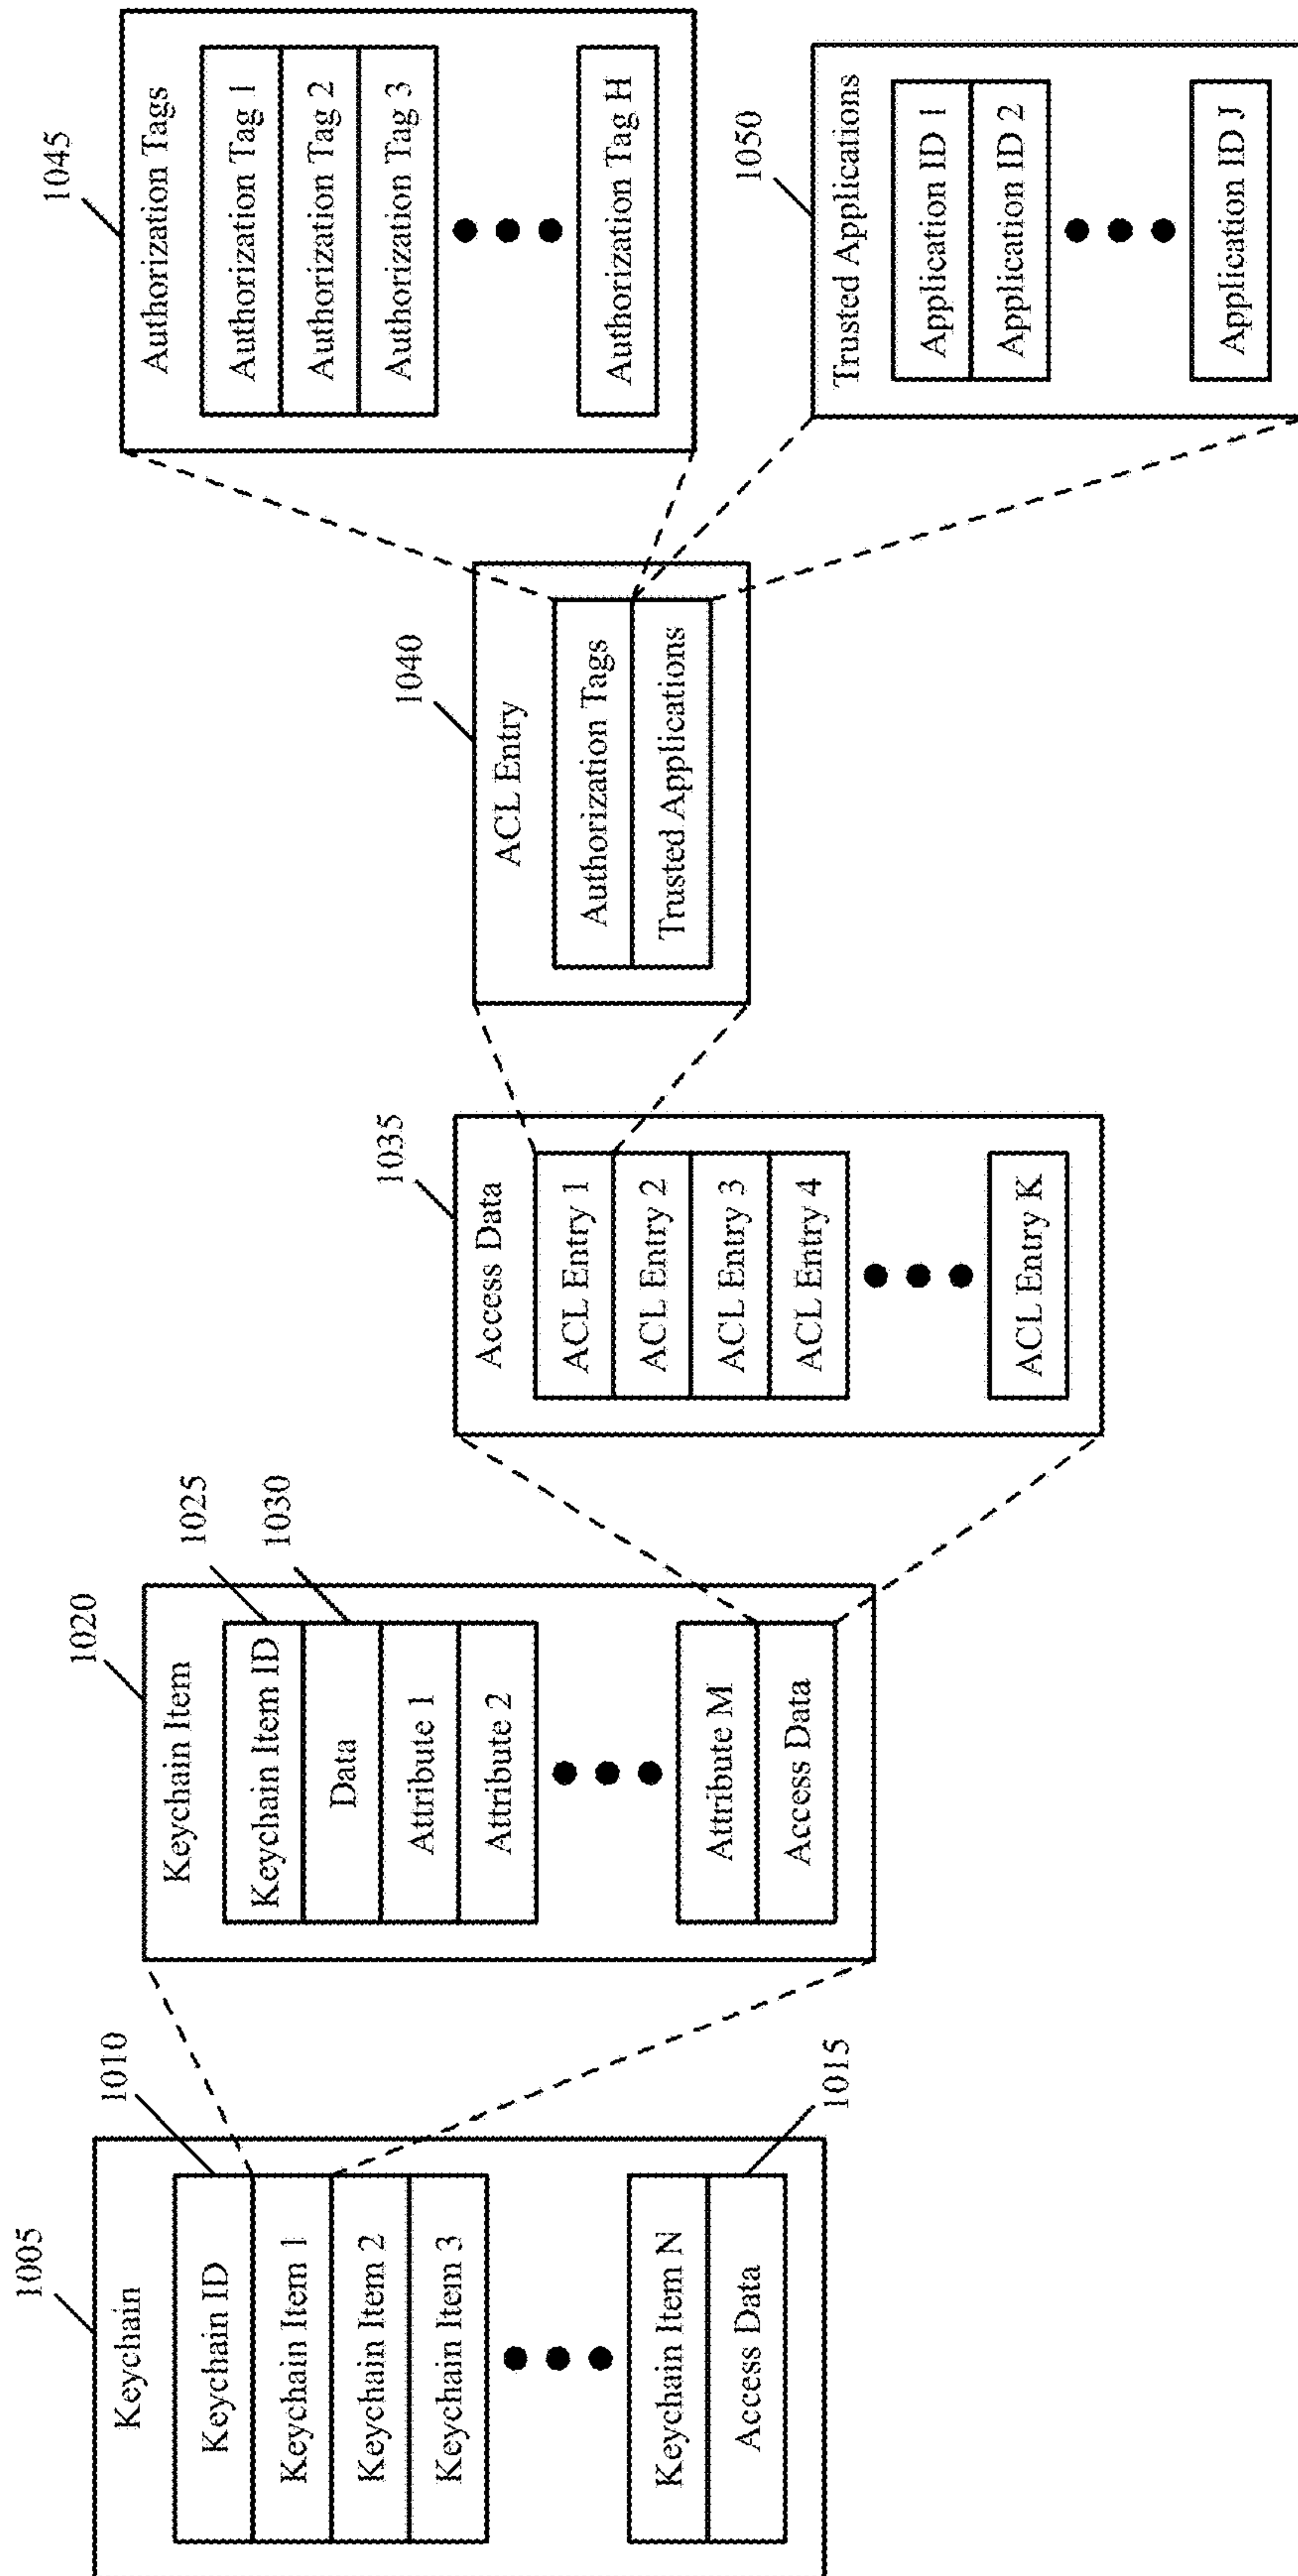 1005
Keychain
1010
Keychain ID
Keychain Item 1
Keychain Item 2
Keychain Item 3
Keychain Item N
Access Data
1015
1020
Keychain Item
1025
Keychain Item ID
1030
Data
Attribute 1
Attribute 2
Attribute M
Access Data
1035
Access Data
ACL Entry 1
ACL Entry 2
ACL Entry 3
ACL Entry 4
ACL Entry K
1040
ACL Entry
Authorization Tags
Trusted Applications
1045
Authorization Tags
Authorization Tag 1
Authorization Tag 2
Authorization Tag 3
Authorization Tag H
1050
Trusted Applications
Application ID 1
Application ID 2
Application ID J